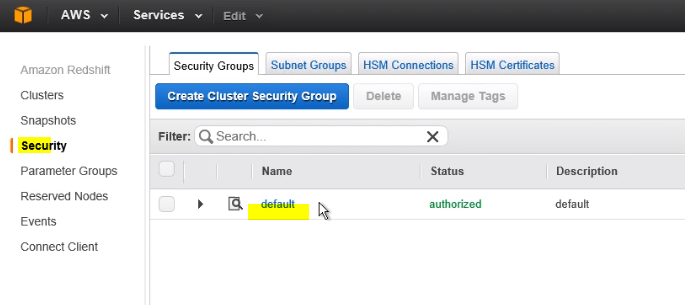 AWS Services Edit
Amazon Redshift
Clusters
Snapshots
Security
Parameter Groups
Reserved Nodes
Events
Connect Client
Security Groups Subnet Groups HSM Connections HSM Certificates
Create Cluster Security Group Delete Manage Tags
Filter: Search...
Name Status Description
default authorized default